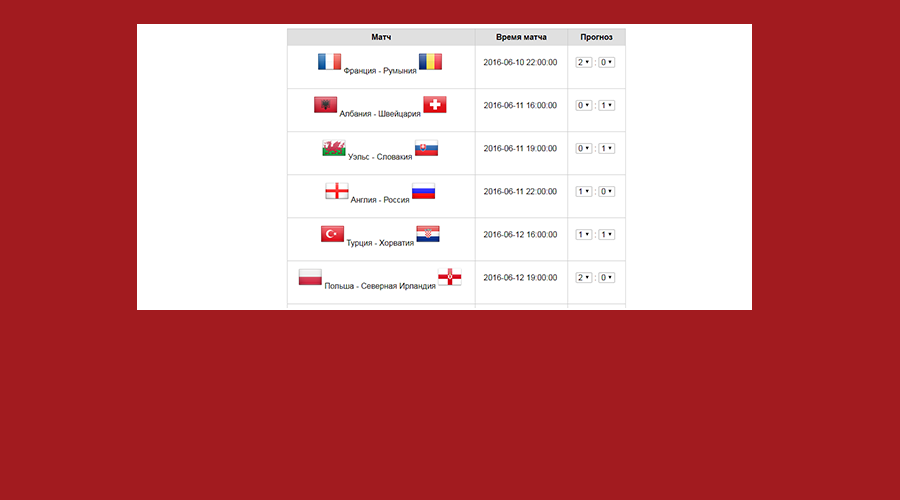 Матч Время матча Прогноз
Франция - Румыния 2016-06-10 22:00:00 2 : 0
Албания - Швейцария 2016-06-11 16:00:00 0 : 1
Уэльс - Словакия 2016-06-11 19:00:00 0 : 1
Англия - Россия 2016-06-11 22:00:00 1 : 0
Турция - Хорватия 2016-06-12 16:00:00 1 : 1
Польша - Северная Ирландия 2016-06-12 19:00:00 2 : 0